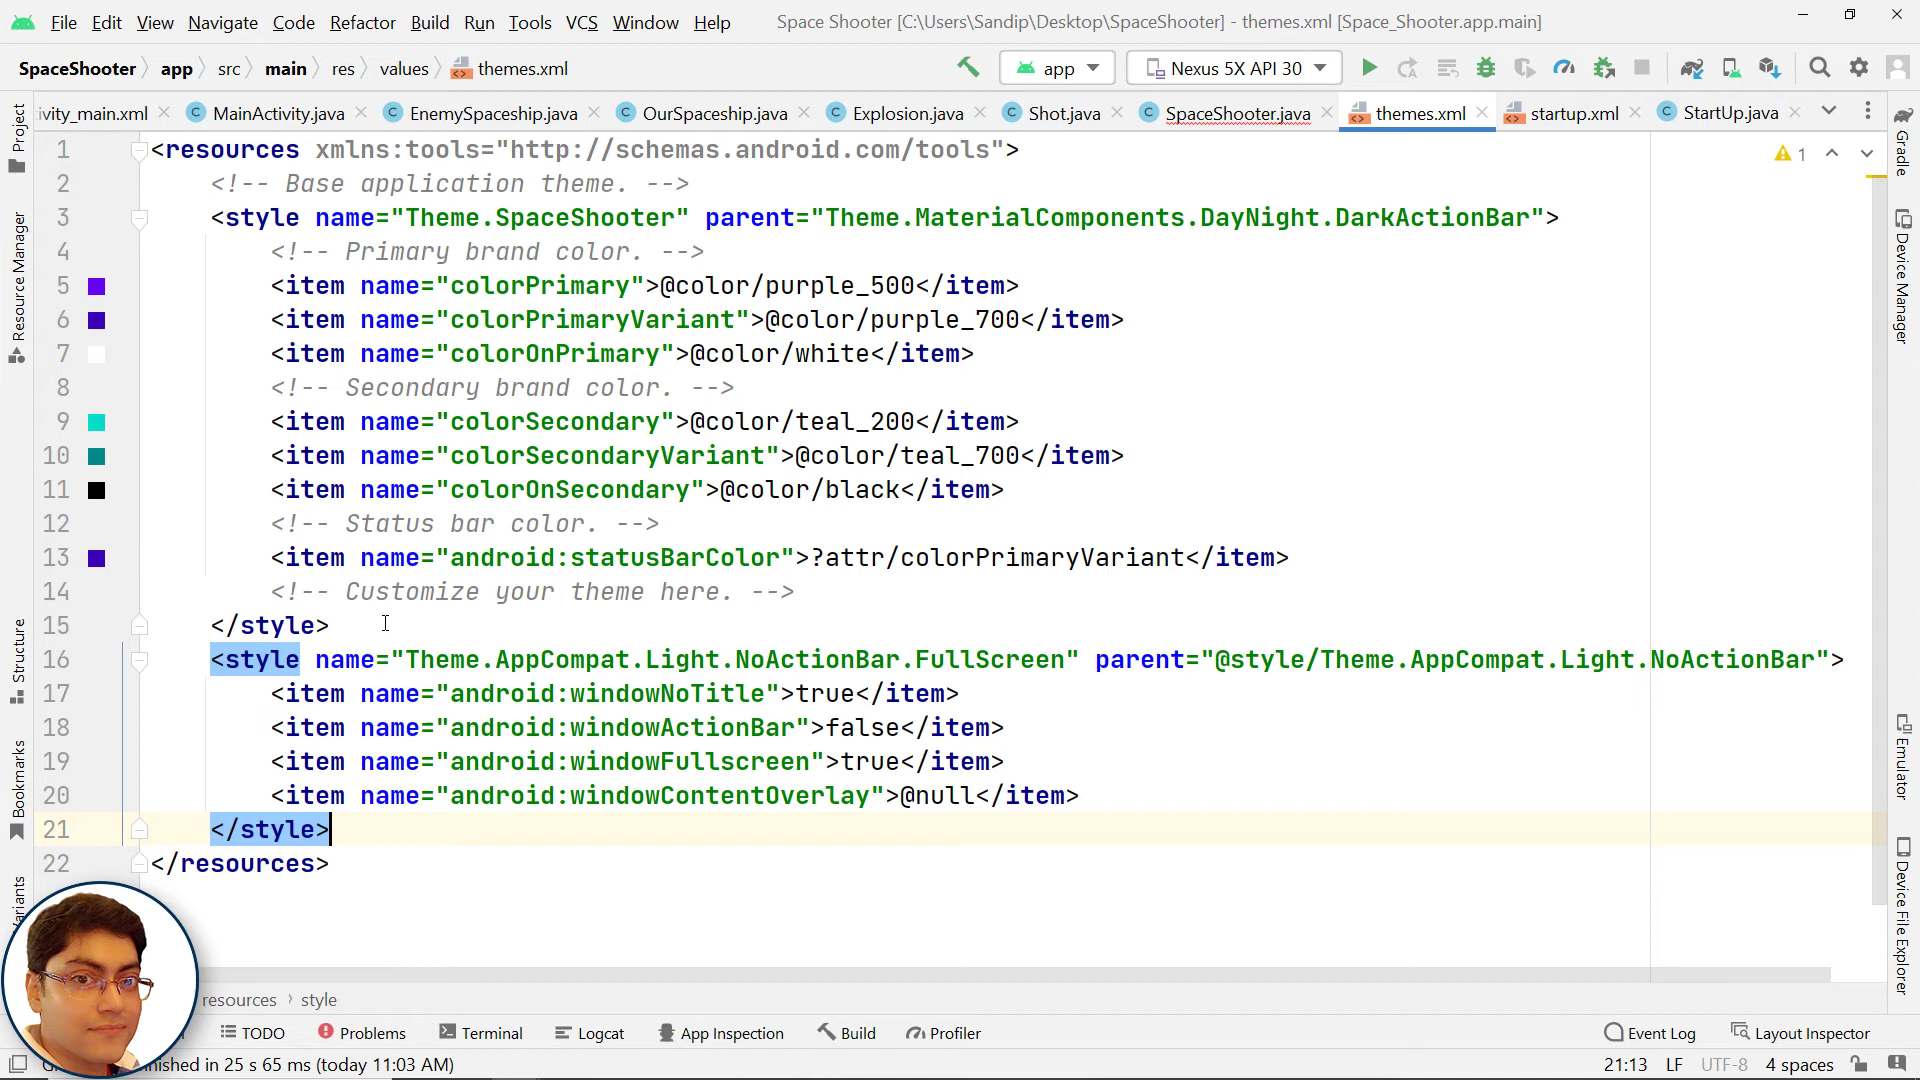 File Edit View Navigate Code Refactor Build Run Tools VCS Window Help Space Shooter [C:\Users\Sandip\Desktop\SpaceShooter] - themes.xml [Space_Shooter.app.main]
SpaceShooter app src main res values themes.xml app Nexus 5X API 30
ivity_main.xml MainActivity.java EnemySpaceship.java OurSpaceship.java Explosion.java Shot.java SpaceShooter.java themes.xml startup.xml StartUp.java
1 <resources xmlns:tools="http://schemas.android.com/tools"> 1
2 <!-- Base application theme. -->
3 <style name="Theme.SpaceShooter" parent="Theme.MaterialComponents.DayNight.DarkActionBar">
4 <!-- Primary brand color. -->
5 <item name="colorPrimary">@color/purple_500</item>
6 <item name="colorPrimaryVariant">@color/purple_700</item>
7 <item name="colorOnPrimary">@color/white</item>
8 <!-- Secondary brand color. -->
9 <item name="colorSecondary">@color/teal_200</item>
10 <item name="colorSecondaryVariant">@color/teal_700</item>
11 <item name="colorOnSecondary">@color/black</item>
12 <!-- Status bar color. -->
13 <item name="android:statusBarColor">?attr/colorPrimaryVariant</item>
14 <!-- Customize your theme here. -->
15 </style>
16 <style name="Theme.AppCompat.Light.NoActionBar.FullScreen" parent="@style/Theme.AppCompat.Light.NoActionBar">
17 <item name="android:windowNoTitle">true</item>
18 <item name="android:windowActionBar">false</item>
19 <item name="android:windowFullscreen">true</item>
20 <item name="android:windowContentOverlay">@null</item>
21 </style>
22 </resources>
Project
Resource Manager
Structure
Bookmarks
Gradle
Device Manager
Emulator
Device File Explorer
resources style
TODO Problems Terminal Logcat App Inspection Build Profiler Event Log Layout Inspector
nished in 25 s 65 ms (today 11:03 AM) 21:13 LF UTF-8 4 spaces